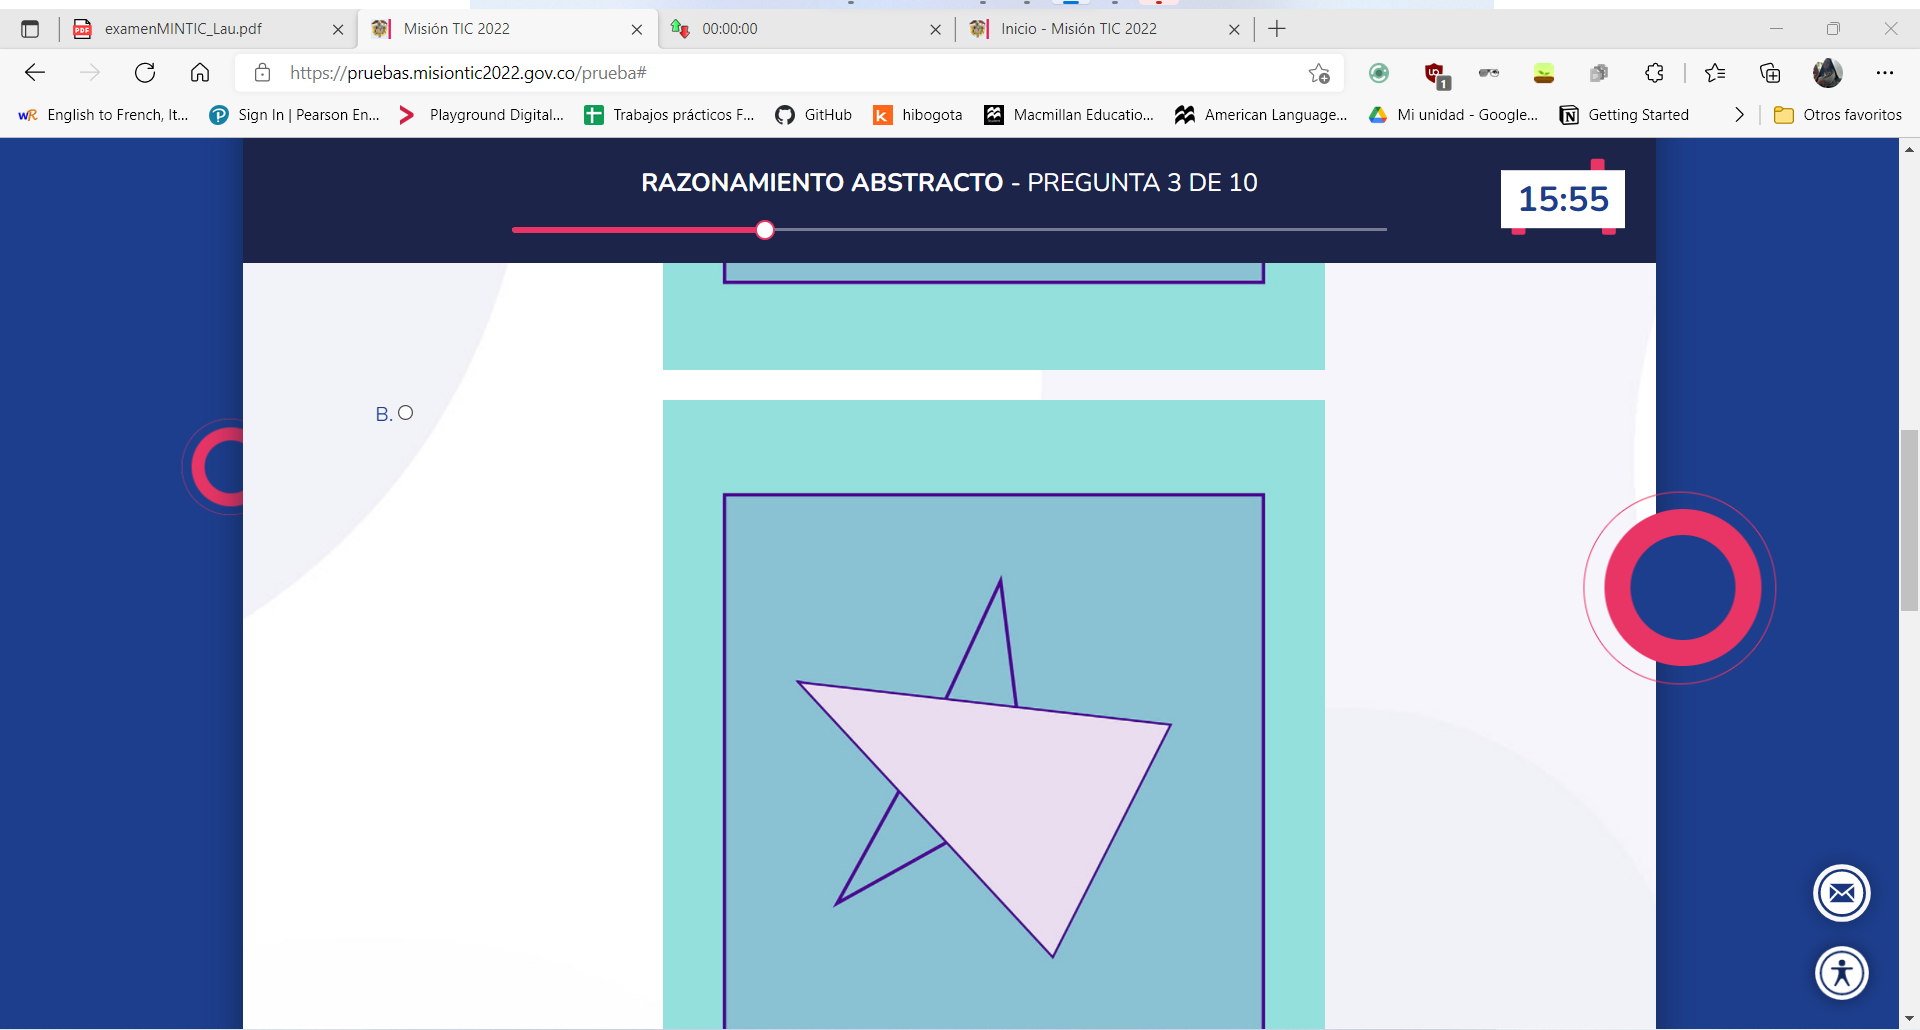 examenMINTIC_Lau.pdf
Misión TIC 2022
00:00:00
Inicio - Misión TIC 2022
https://pruebas.misiontic2022.gov.co/prueba#
1
English to French, It...
Sign In | Pearson En...
Playground Digital...
Trabajos prácticos F...
GitHub
hibogota
Macmillan Educatio...
American Language...
Mi unidad - Google...
Getting Started
Otros favoritos
RAZONAMIENTO ABSTRACTO - PREGUNTA 3 DE 10
15:55
B.